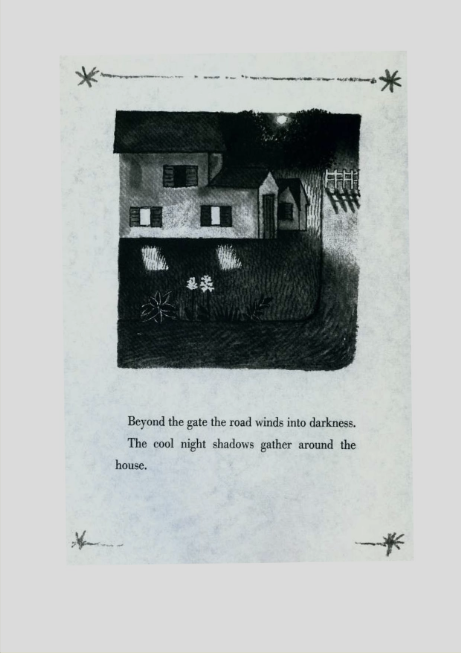 Beyond the gate the road winds into darkness.
The cool night shadows gather around the
house.